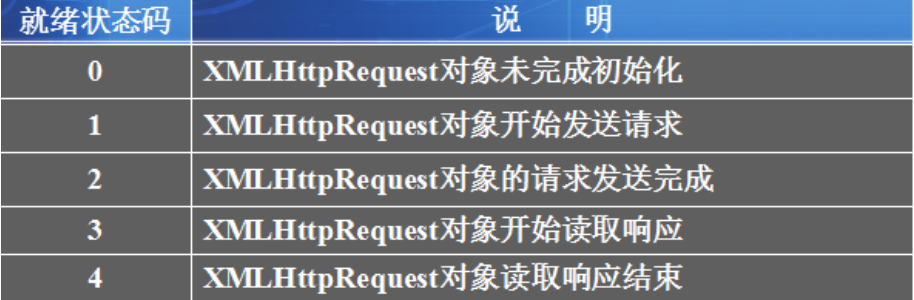 就绪状态码 说 明
0 XMLHttpRequest对象未完成初始化
1 XMLHttpRequest对象开始发送请求
2 XMLHttpRequest对象的请求发送完成
3 XMLHttpRequest对象开始读取响应
4 XMLHttpRequest对象读取响应结束